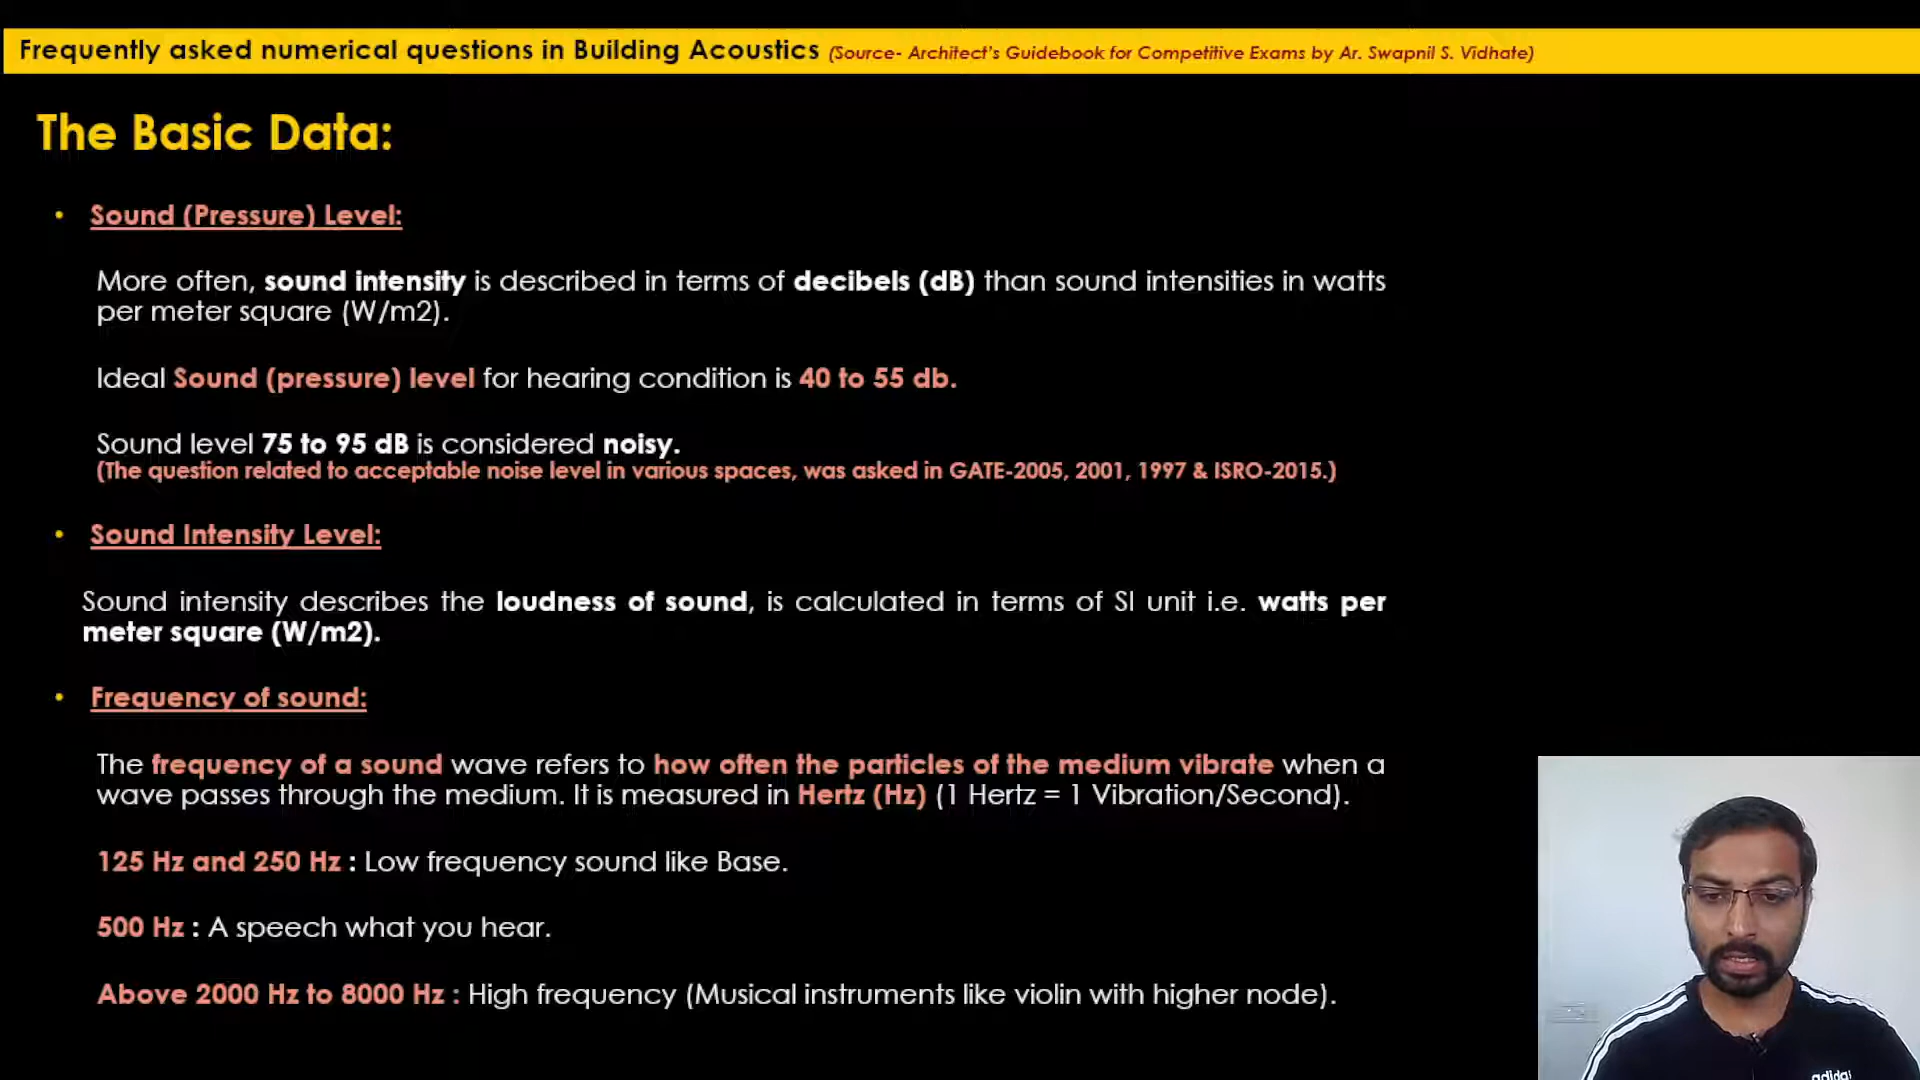 Frequently asked numerical questions in Building Acoustics (Source- Architect's Guidebook for Competitive Exams by Ar. Swapnil S. Vidhate)
The Basic Data:
• Sound (Pressure) Level:
More often, sound intensity is described in terms of decibels (dB) than sound intensities in watts
per meter square (W/m2).
Ideal Sound (pressure) level for hearing condition is 40 to 55 db.
Sound level 75 to 95 dB is considered noisy.
(The question related to acceptable noise level in various spaces, was asked in GATE-2005, 2001, 1997 & ISRO-2015.)
• Sound Intensity Level:
Sound intensity describes the loudness of sound, is calculated in terms of SI unit i.e. watts per
meter square (W/m2).
• Frequency of sound:
The frequency of a sound wave refers to how often the particles of the medium vibrate when a
wave passes through the medium. It is measured in Hertz (Hz) (1 Hertz = 1 Vibration/Second).
125 Hz and 250 Hz : Low frequency sound like Base.
500 Hz : A speech what you hear.
Above 2000 Hz to 8000 Hz : High frequency (Musical instruments like violin with higher node).
adidas